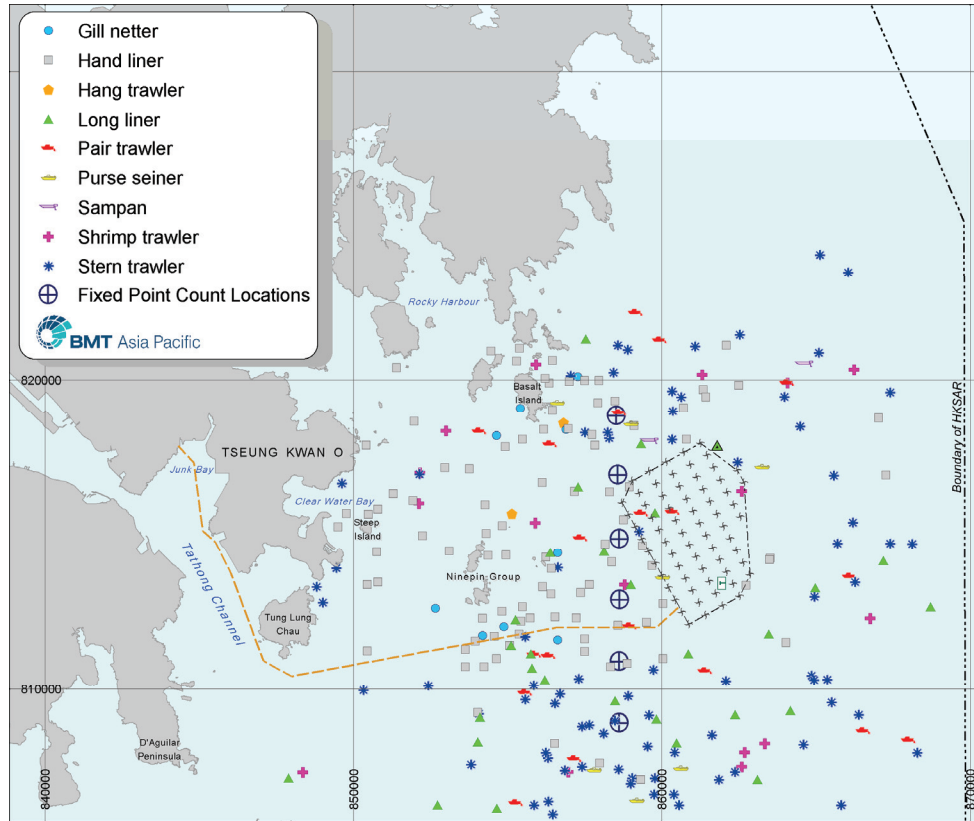 Gill netter
Hand liner
Hang trawler
Long liner
Pair trawler
Purse seiner
Sampan
Shrimp trawler
Stern trawler
Fixed Point Count Locations
BMT Asia Pacific
Rocky Harbour
820000
Basalt
Island
Boundary of HKSAR
TSEUNG KWAN O
Junk Bay
Clear Water Bay
Steep
Island
Tathong Channel
Ninepin Group
Tung Lung
Chau
810000
D'Aguilar
Peninsula
840000
850000
860000
870000